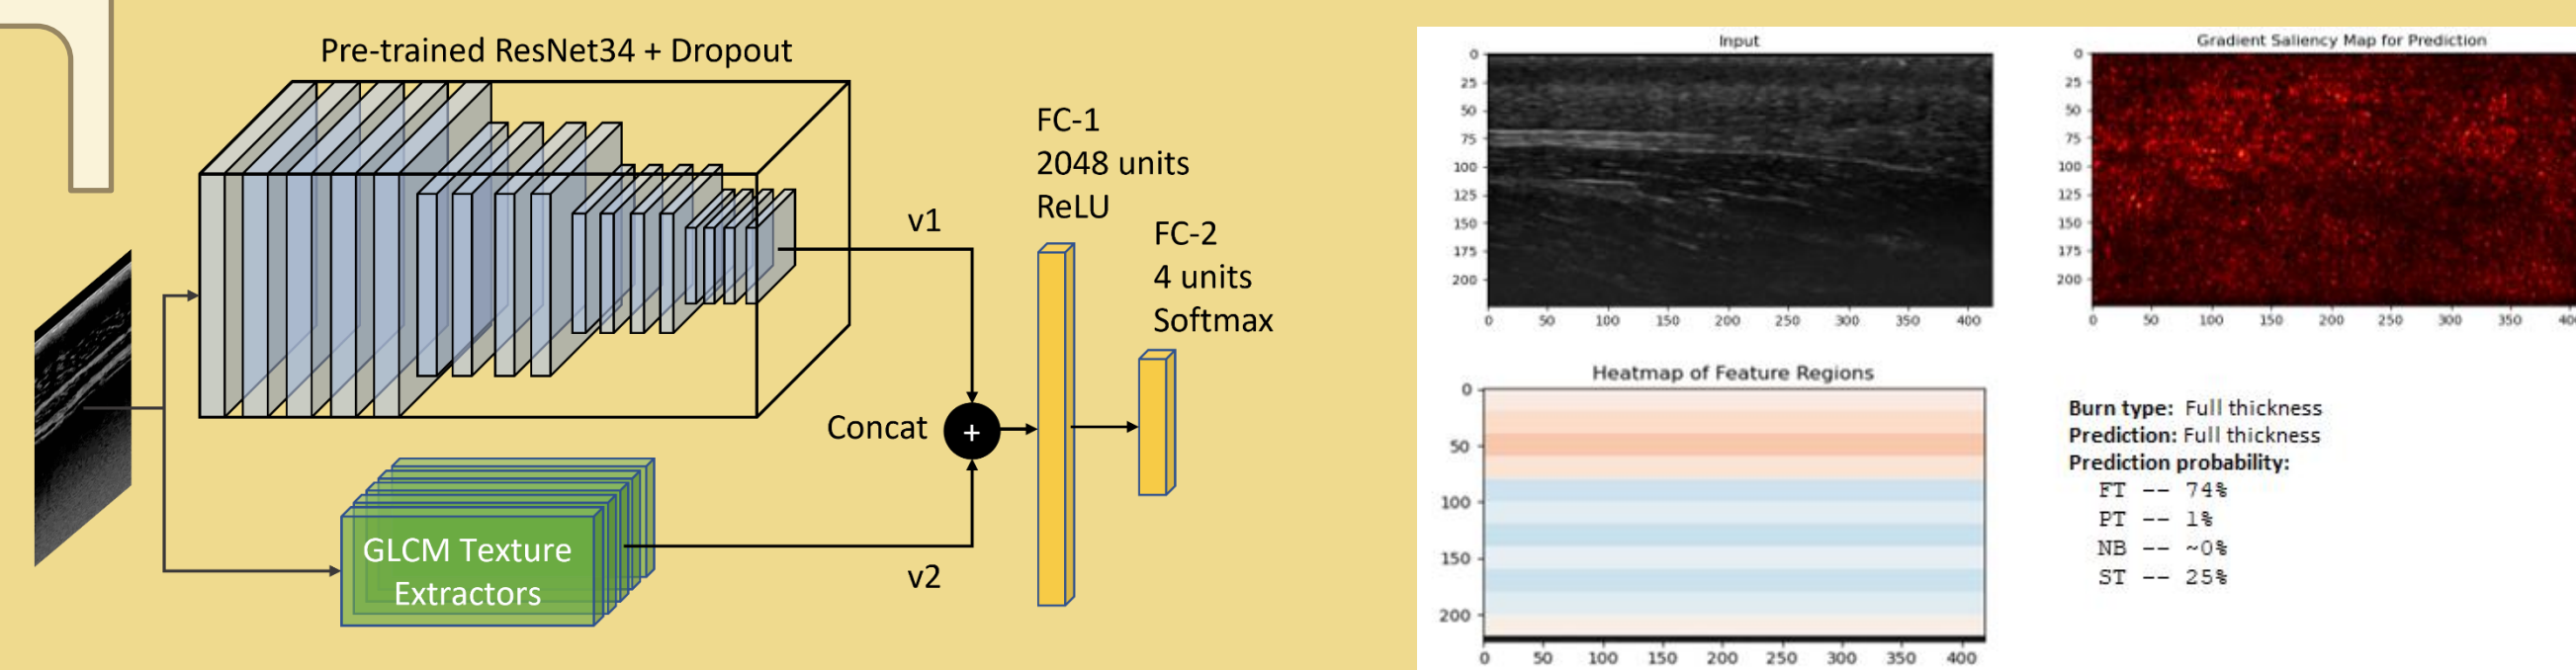 Pre-trained ResNet34 + Dropout
FC-1
2048 units
ReLU
FC-2
4 units
Softmax
v1
Concat
+
GLCM Texture
Extractors
v2
Input
0
25
50
75
100
125
150
175
200
0 50 100 150 200 250 300 350 400
Gradient Saliency Map for Prediction
0
25
50
75
100
125
150
175
200
0 50 100 150 200 250 300 350
Heatmap of Feature Regions
0
50
100
150
200
0 50 100 150 200 250 300 350 400
Burn type: Full thickness
Prediction: Full thickness
Prediction probability:
FT -- 74%
PT -- 1%
NB -- ~0%
ST -- 25%